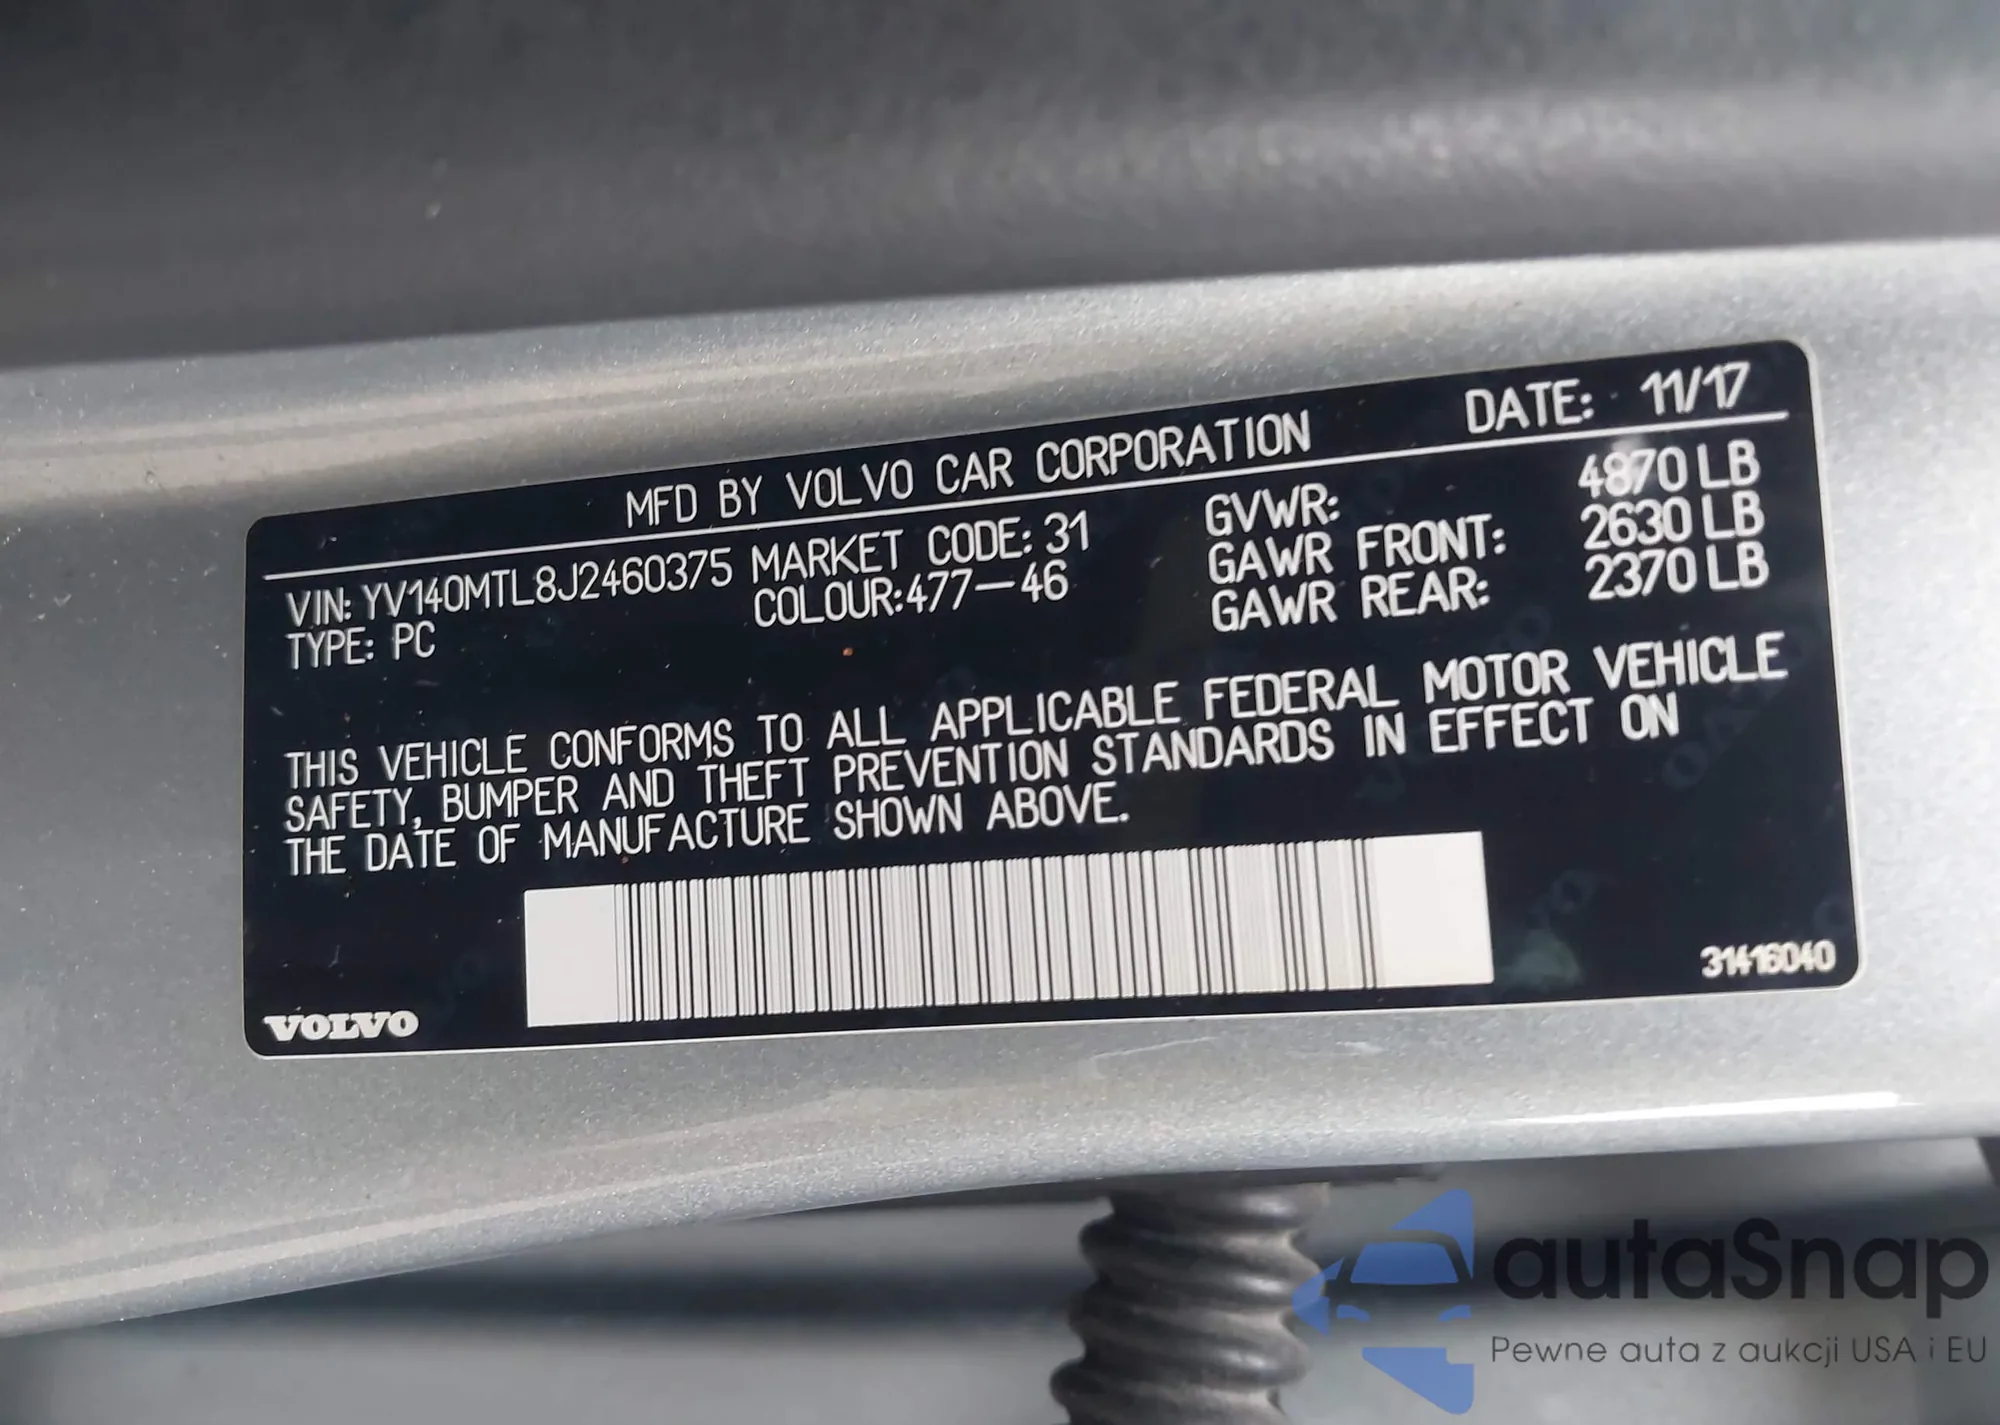 MFD BY VOLVO CAR CORPORATION DATE: 11/17
VIN: YV140MTL8J2460375 MARKET CODE: 31 GVWR: 4870 LB
TYPE: PC COLOUR:477-46 GAWR FRONT: 2630 LB
GAWR REAR: 2370 LB
THIS VEHICLE CONFORMS TO ALL APPLICABLE FEDERAL MOTOR VEHICLE
SAFETY, BUMPER AND THEFT PREVENTION STANDARDS IN EFFECT ON
THE DATE OF MANUFACTURE SHOWN ABOVE.
VOLVO
31416040
autaSnap
Pewne auta z aukcji USA i EU